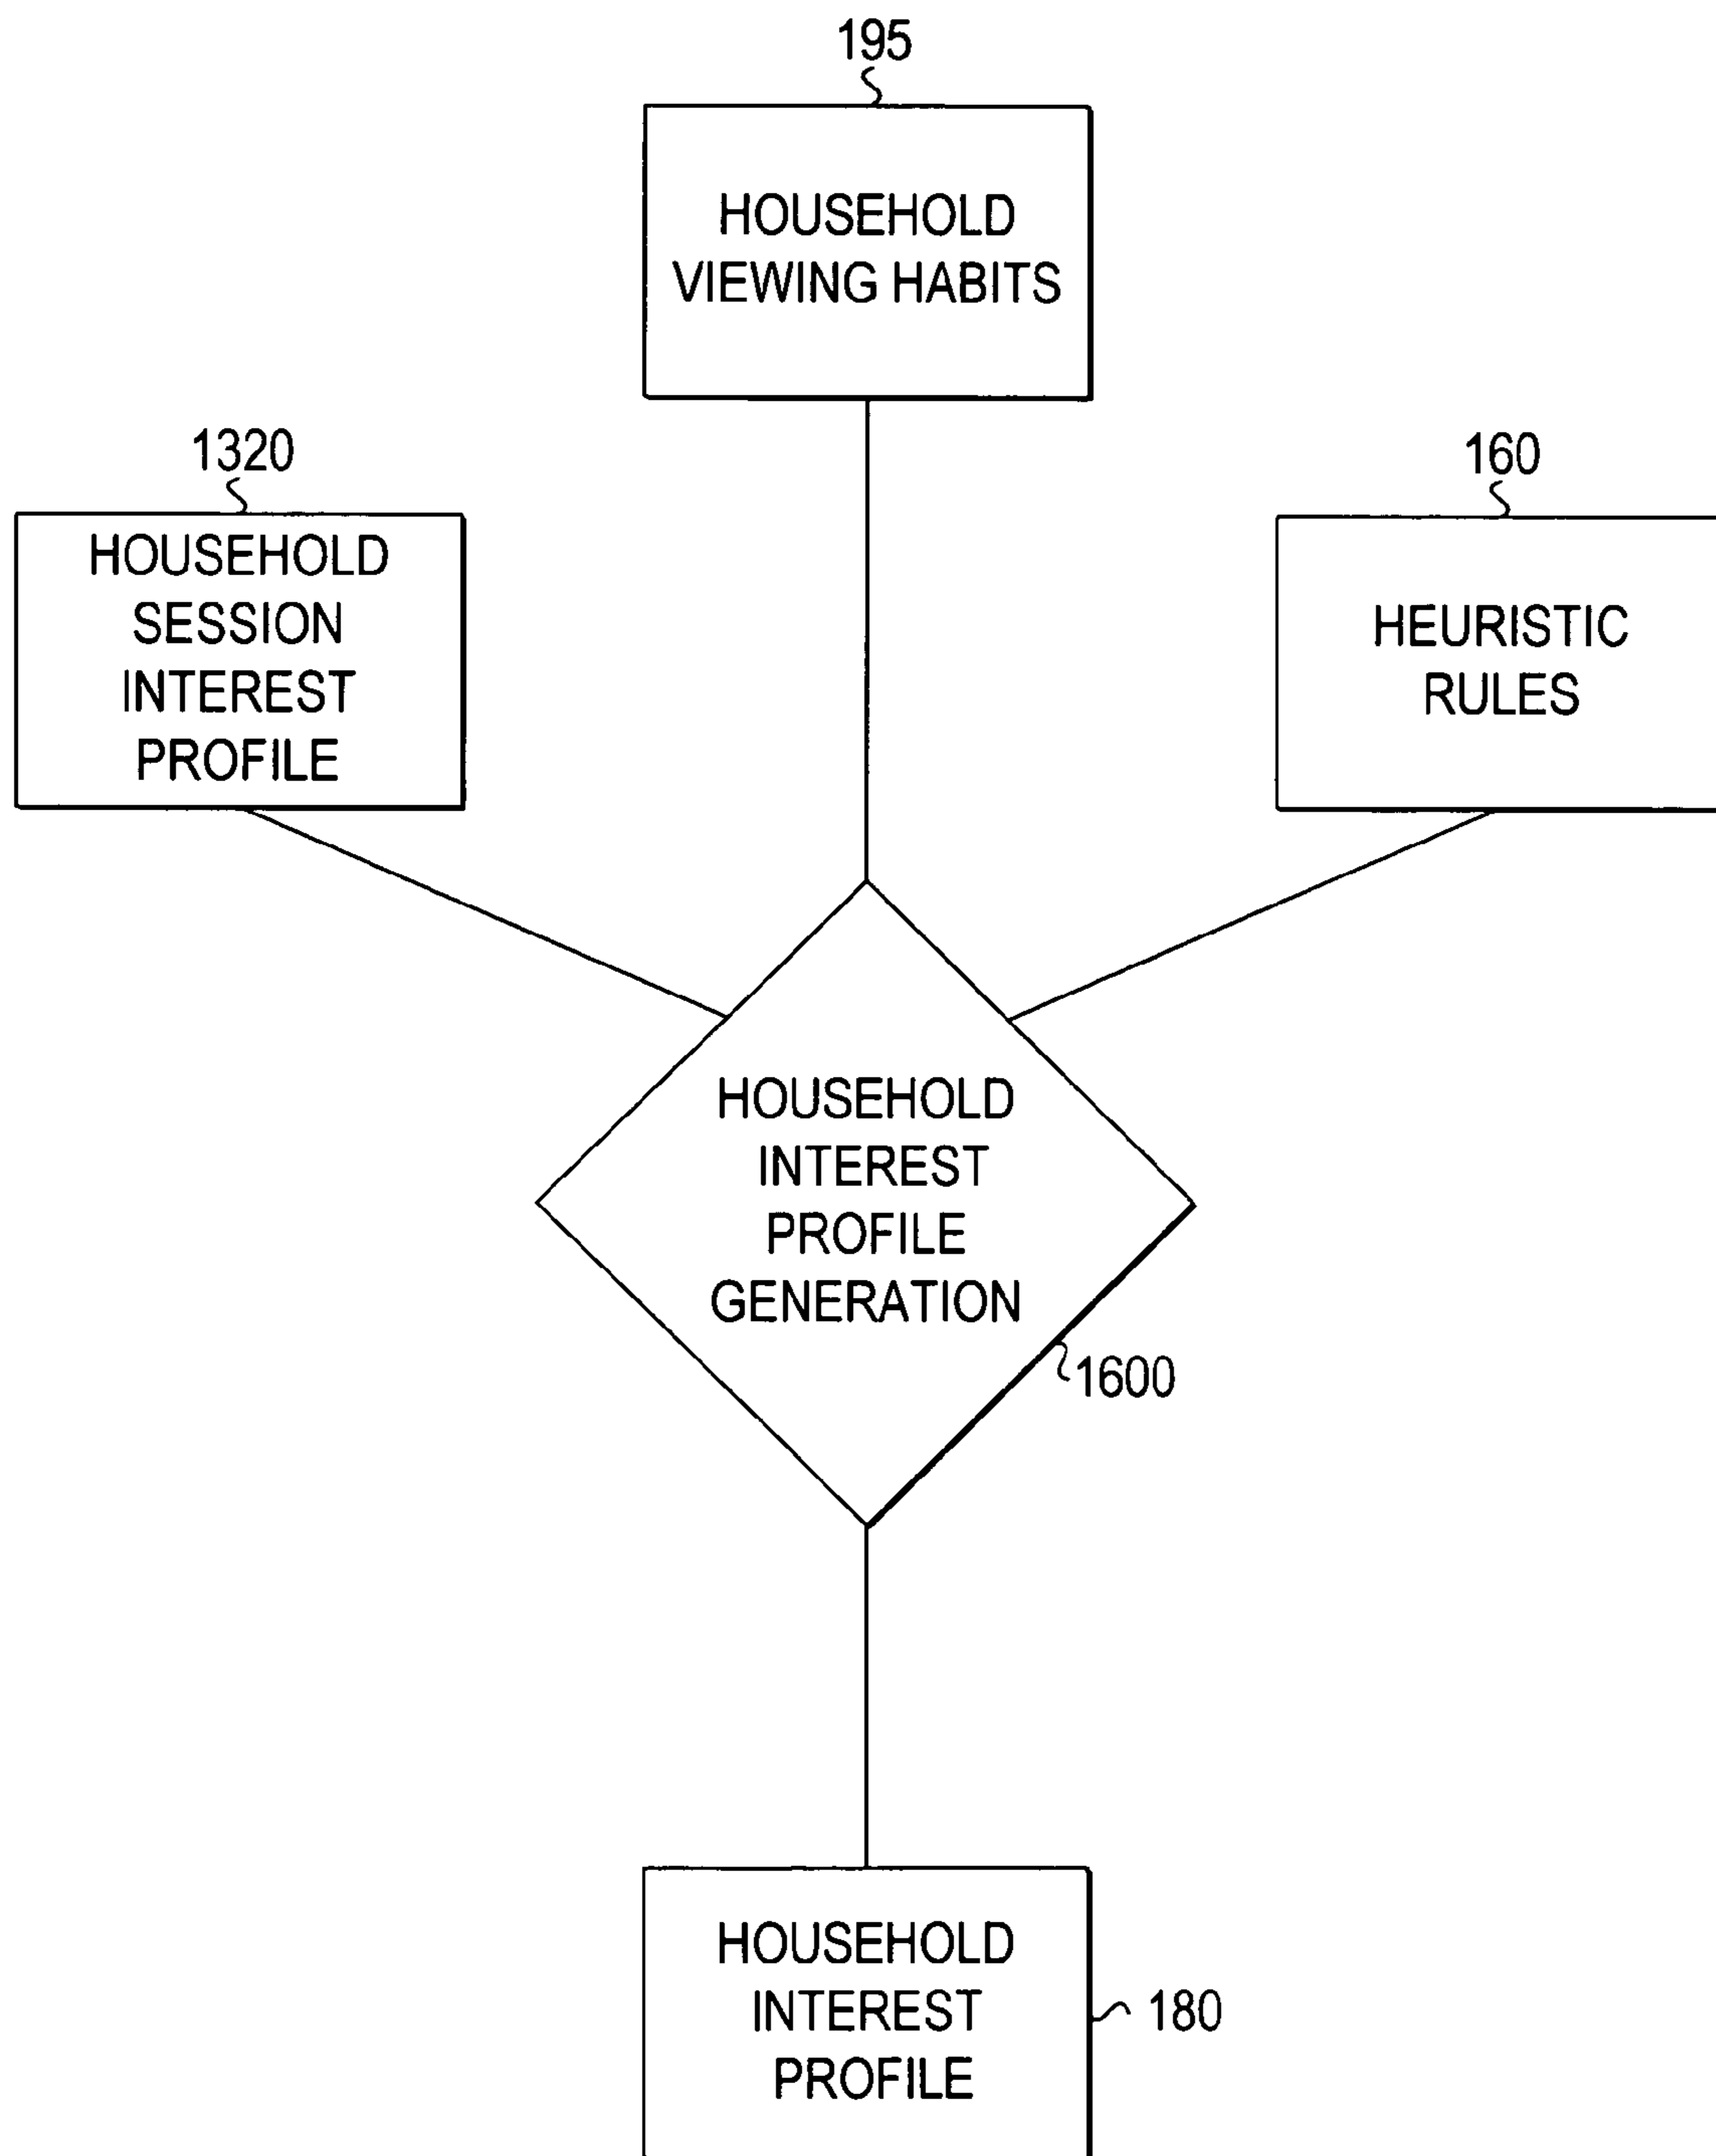 195
HOUSEHOLD
VIEWING HABITS
1320
HOUSEHOLD
SESSION
INTEREST
PROFILE
160
HEURISTIC
RULES
HOUSEHOLD
INTEREST
PROFILE
GENERATION
1600
HOUSEHOLD
INTEREST
PROFILE
180